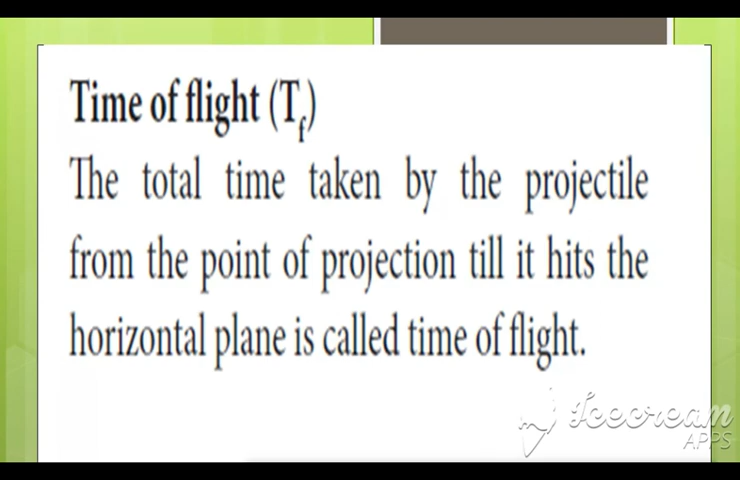 Time of flight (Tf)
The total time taken by the projectile
from the point of projection till it hits the
horizontal plane is called time of flight.
Icecream
APPS